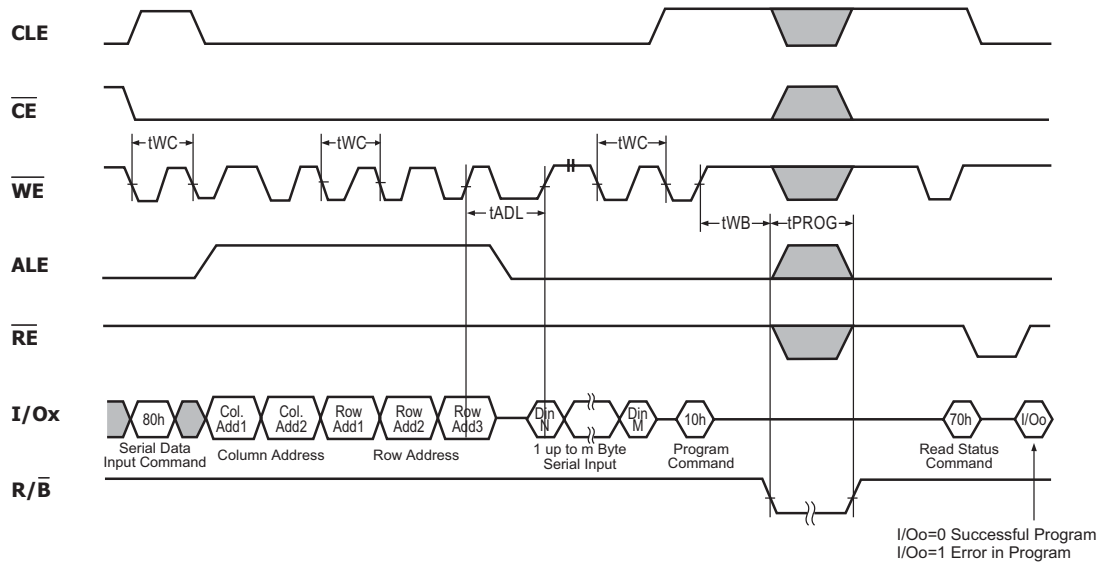 CLE
CE
tWC
tWC
tWC
WE
tADL
tWB
tPROG
ALE
RE
I/Ox
80h
Col.
Add1
Col.
Add2
Row
Add1
Row
Add2
Row
Add3
Din
N
Din
M
10h
70h
I/Oo
Serial Data
Input Command
Column Address
Row Address
1 up to m Byte
Serial Input
Program
Command
Read Status
Command
R/B̅
I/Oo=0 Successful Program
I/Oo=1 Error in Program